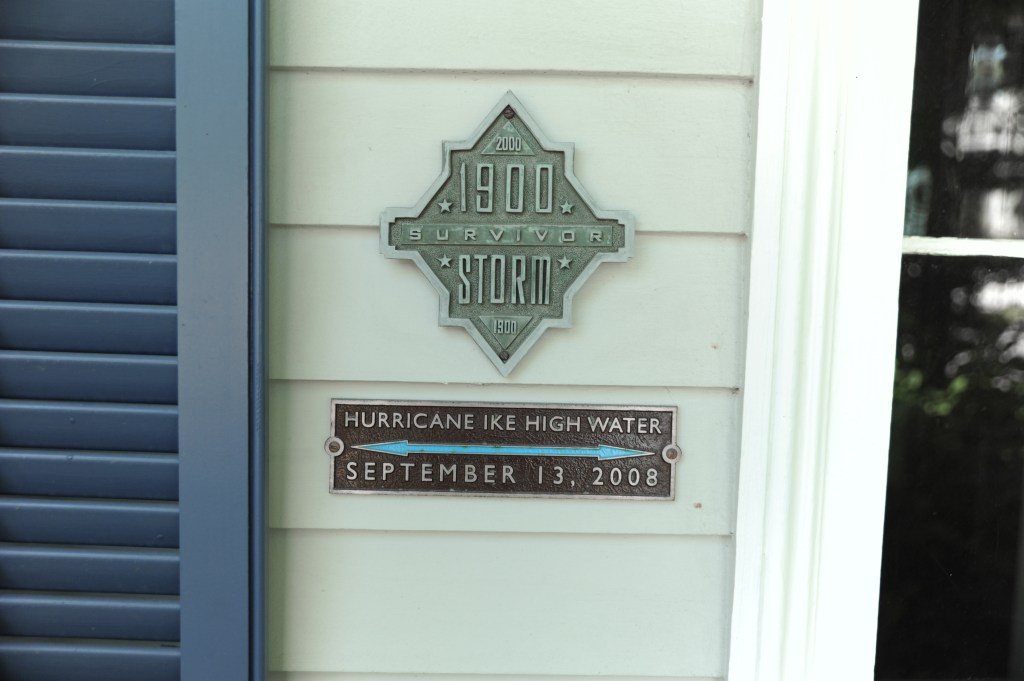 2000
1900
SURVIVOR
STORM
1900
HURRICANE IKE HIGH WATER
SEPTEMBER 13, 2008